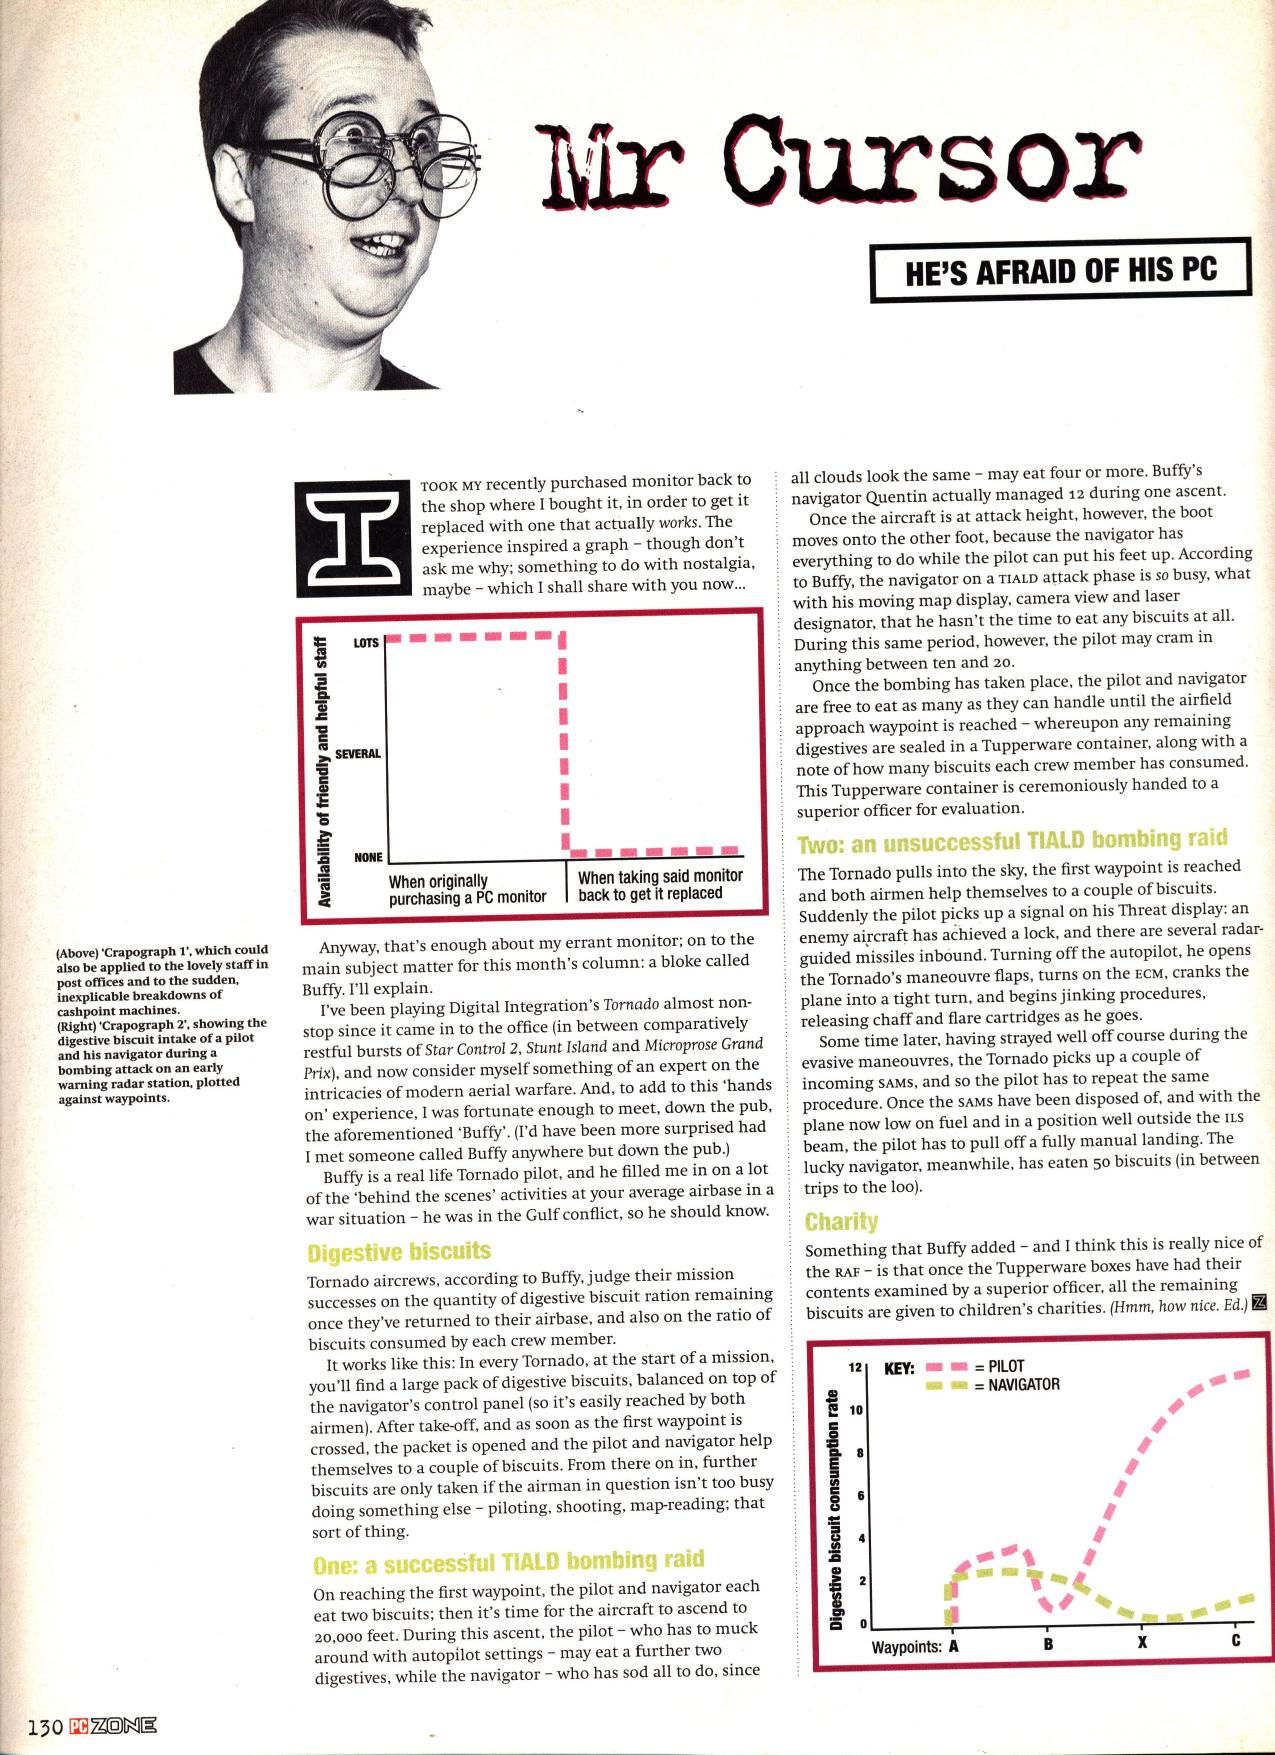 Mr Cursor
HE'S AFRAID OF HIS PC
I TOOK MY recently purchased monitor back to
the shop where I bought it, in order to get it
replaced with one that actually works. The
experience inspired a graph – though don't
ask me why; something to do with nostalgia,
maybe – which I shall share with you now...
Availability of friendly and helpful staff
LOTS
SEVERAL
NONE
When originally
purchasing a PC monitor
When taking said monitor
back to get it replaced
(Above) 'Crapograph 1', which could
also be applied to the lovely staff in
post offices and to the sudden,
inexplicable breakdowns of
cashpoint machines.
(Right) 'Crapograph 2', showing the
digestive biscuit intake of a pilot
and his navigator during a
bombing attack on an early
warning radar station, plotted
against waypoints.
Anyway, that's enough about my errant monitor; on to the
main subject matter for this month's column: a bloke called
Buffy. I'll explain.
I've been playing Digital Integration's Tornado almost non-
stop since it came in to the office (in between comparatively
restful bursts of Star Control 2, Stunt Island and Microprose Grand
Prix), and now consider myself something of an expert on the
intricacies of modern aerial warfare. And, to add to this 'hands
on' experience, I was fortunate enough to meet, down the pub,
the aforementioned 'Buffy'. (I'd have been more surprised had
I met someone called Buffy anywhere but down the pub.)
Buffy is a real life Tornado pilot, and he filled me in on a lot
of the 'behind the scenes' activities at your average airbase in a
war situation – he was in the Gulf conflict, so he should know.
Digestive biscuits
Tornado aircrews, according to Buffy, judge their mission
successes on the quantity of digestive biscuit ration remaining
once they've returned to their airbase, and also on the ratio of
biscuits consumed by each crew member.
It works like this: In every Tornado, at the start of a mission,
you'll find a large pack of digestive biscuits, balanced on top of
the navigator's control panel (so it's easily reached by both
airmen). After take-off, and as soon as the first waypoint is
crossed, the packet is opened and the pilot and navigator help
themselves to a couple of biscuits. From there on in, further
biscuits are only taken if the airman in question isn't too busy
doing something else – piloting, shooting, map-reading; that
sort of thing.
One: a successful TIALD bombing raid
On reaching the first waypoint, the pilot and navigator each
eat two biscuits; then it's time for the aircraft to ascend to
20,000 feet. During this ascent, the pilot – who has to muck
around with autopilot settings – may eat a further two
digestives, while the navigator – who has sod all to do, since
all clouds look the same – may eat four or more. Buffy's
navigator Quentin actually managed 12 during one ascent.
Once the aircraft is at attack height, however, the boot
moves onto the other foot, because the navigator has
everything to do while the pilot can put his feet up. According
to Buffy, the navigator on a TIALD attack phase is so busy, what
with his moving map display, camera view and laser
designator, that he hasn't the time to eat any biscuits at all.
During this same period, however, the pilot may cram in
anything between ten and 20.
Once the bombing has taken place, the pilot and navigator
are free to eat as many as they can handle until the airfield
approach waypoint is reached – whereupon any remaining
digestives are sealed in a Tupperware container, along with a
note of how many biscuits each crew member has consumed.
This Tupperware container is ceremoniously handed to a
superior officer for evaluation.
Two: an unsuccessful TIALD bombing raid
The Tornado pulls into the sky, the first waypoint is reached
and both airmen help themselves to a couple of biscuits.
Suddenly the pilot picks up a signal on his Threat display: an
enemy aircraft has achieved a lock, and there are several radar-
guided missiles inbound. Turning off the autopilot, he opens
the Tornado's maneouvre flaps, turns on the ECM, cranks the
plane into a tight turn, and begins jinking procedures,
releasing chaff and flare cartridges as he goes.
Some time later, having strayed well off course during the
evasive maneouvres, the Tornado picks up a couple of
incoming SAMS, and so the pilot has to repeat the same
procedure. Once the SAMs have been disposed of, and with the
plane now low on fuel and in a position well outside the ILS
beam, the pilot has to pull off a fully manual landing. The
lucky navigator, meanwhile, has eaten 50 biscuits (in between
trips to the loo).
Charity
Something that Buffy added – and I think this is really nice of
the RAF – is that once the Tupperware boxes have had their
contents examined by a superior officer, all the remaining
biscuits are given to children's charities. (Hmm, how nice. Ed.) Z
Digestive biscuit consumption rate
12
10
8
6
4
2
0
KEY: = PILOT
= NAVIGATOR
Waypoints: A B X C
130 PC ZONE